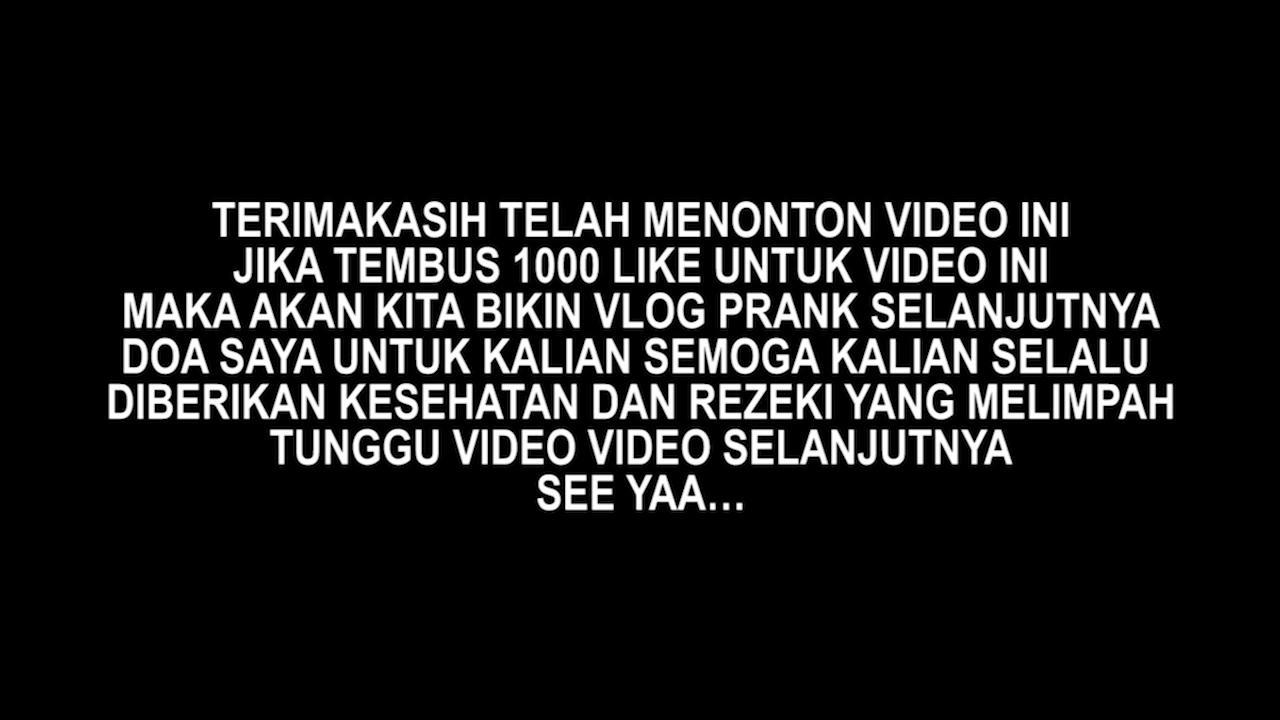 TERIMAKASIH TELAH MENONTON VIDEO INI
JIKA TEMBUS 1000 LIKE UNTUK VIDEO INI
MAKA AKAN KITA BIKIN VLOG PRANK SELANJUTNYA
DOA SAYA UNTUK KALIAN SEMOGA KALIAN SELALU
DIBERIKAN KESEHATAN DAN REZEKI YANG MELIMPAH
TUNGGU VIDEO VIDEO SELANJUTNYA
SEE YAA...